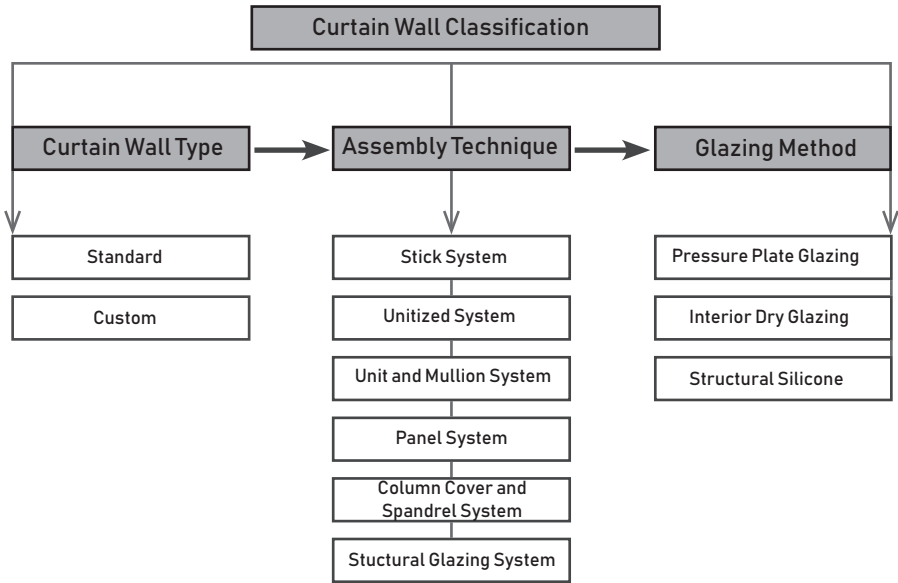 Curtain Wall Classification
Curtain Wall Type
Assembly Technique
Glazing Method
Standard
Custom
Stick System
Unitized System
Unit and Mullion System
Panel System
Column Cover and
Spandrel System
Stuctural Glazing System
Pressure Plate Glazing
Interior Dry Glazing
Structural Silicone